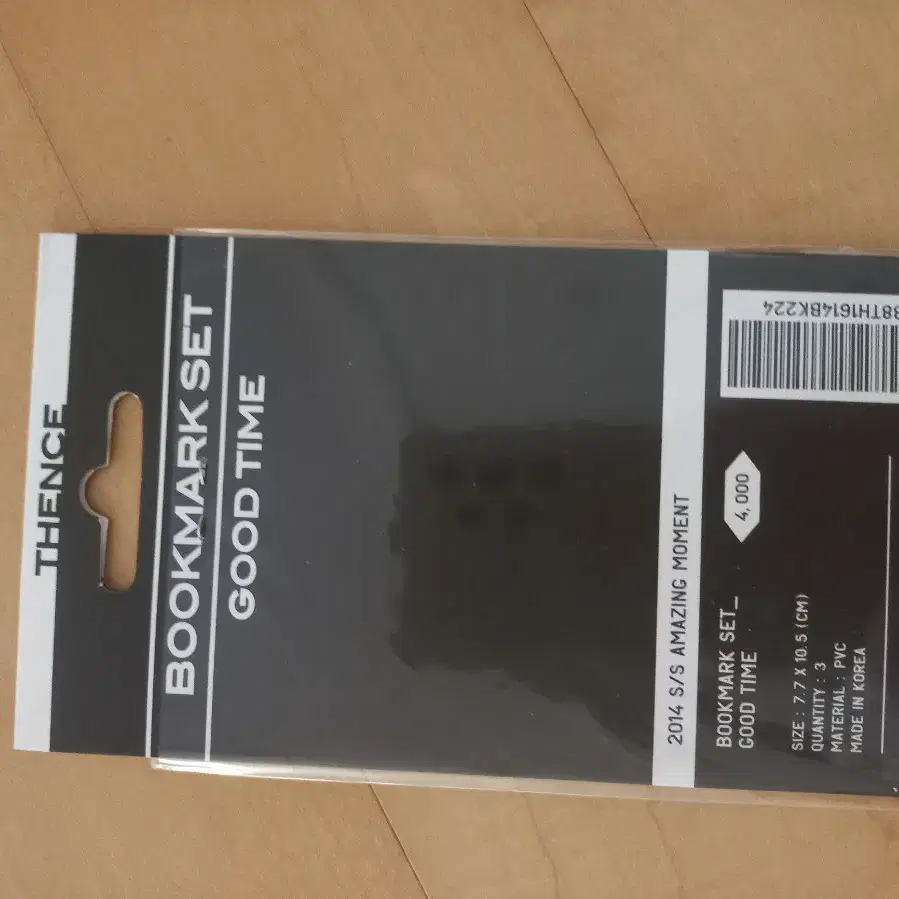 THENCE
BOOKMARK SET
GOOD TIME
2014 S/S AMAZING MOMENT
BOOKMARK SET_
GOOD TIME
4,000
SIZE : 7.7 X 10.5 (CM)
QUANTITY : 3
MATERIAL : PVC
MADE IN KOREA